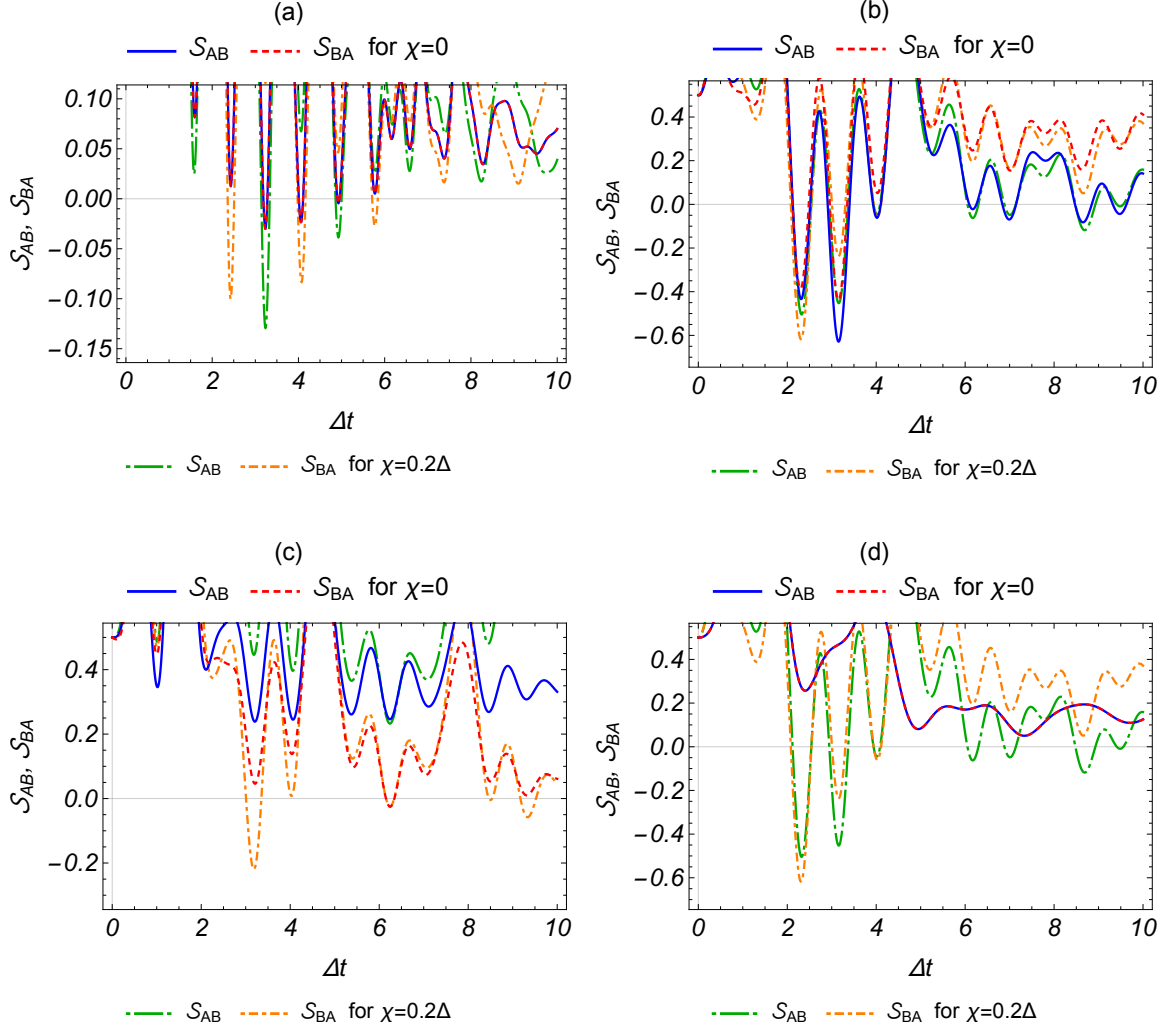 (a)
S_AB S_BA for χ=0
0.10
0.05
0.00
−0.05
−0.10
−0.15
S_AB, S_BA
0 2 4 6 8 10
Δt
S_AB S_BA for χ=0.2Δ
(b)
S_AB S_BA for χ=0
0.4
0.2
0.0
−0.2
−0.4
−0.6
S_AB, S_BA
0 2 4 6 8 10
Δt
S_AB S_BA for χ=0.2Δ
(c)
S_AB S_BA for χ=0
0.4
0.2
0.0
−0.2
S_AB, S_BA
0 2 4 6 8 10
Δt
S_AB S_BA for χ=0.2Δ
(d)
S_AB S_BA for χ=0
0.4
0.2
0.0
−0.2
−0.4
−0.6
S_AB, S_BA
0 2 4 6 8 10
Δt
S_AB S_BA for χ=0.2Δ